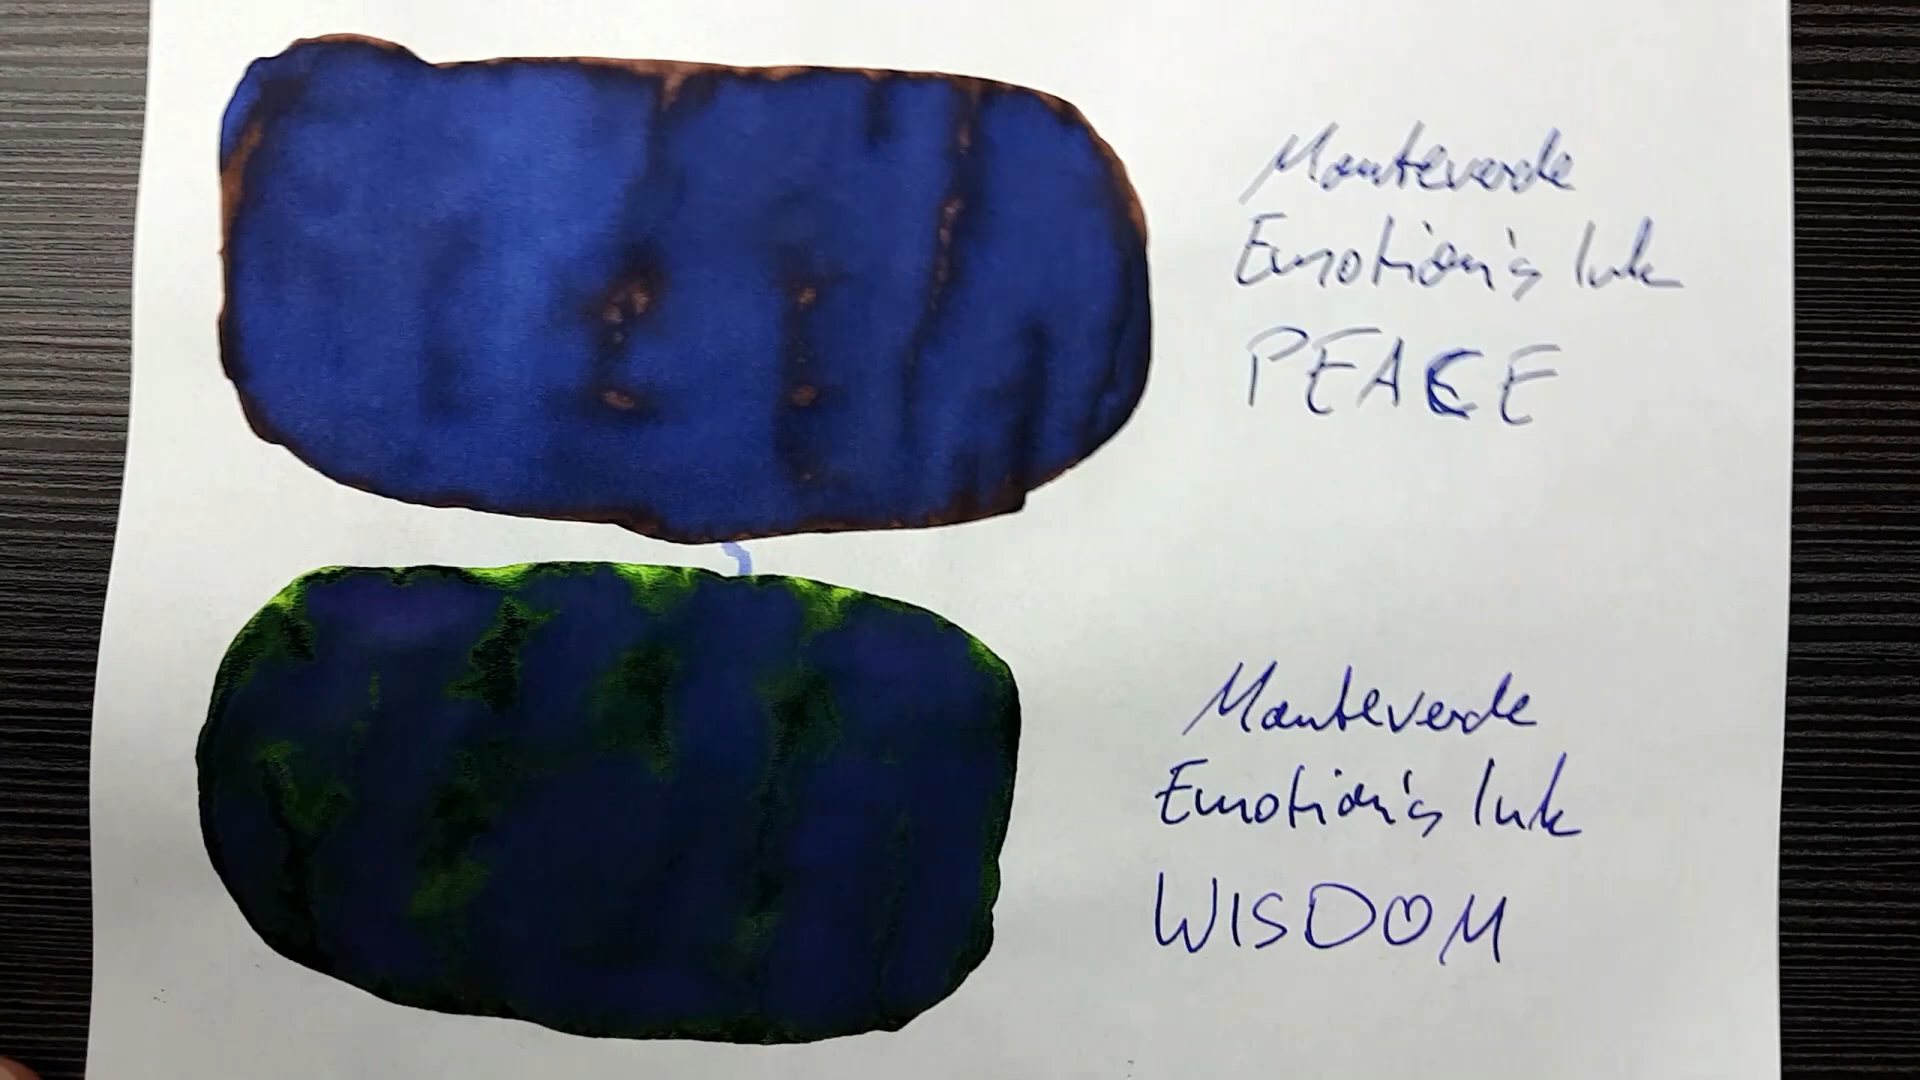 Monteverde
Emotion's Ink
PEACE
Monteverde
Emotion's Ink
WISDOM